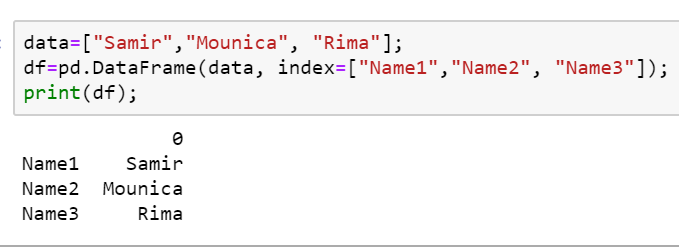 data=["Samir","Mounica", "Rima"];
df=pd.DataFrame(data, index=["Name1","Name2", "Name3"]);
print(df);
0
Name1 Samir
Name2 Mounica
Name3 Rima